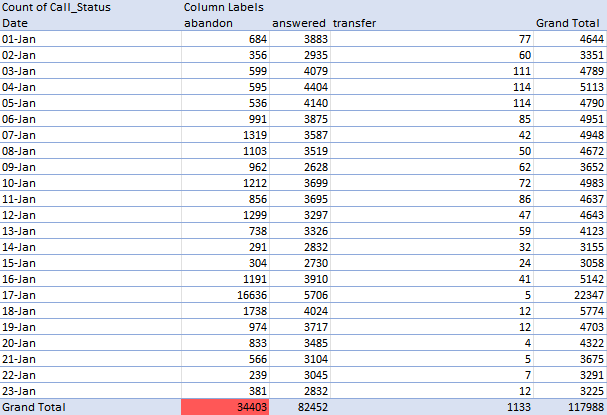 Count of Call_Status Column Labels
Date abandon answered transfer Grand Total
01-Jan 684 3883 77 4644
02-Jan 356 2935 60 3351
03-Jan 599 4079 111 4789
04-Jan 595 4404 114 5113
05-Jan 536 4140 114 4790
06-Jan 991 3875 85 4951
07-Jan 1319 3587 42 4948
08-Jan 1103 3519 50 4672
09-Jan 962 2628 62 3652
10-Jan 1212 3699 72 4983
11-Jan 856 3695 86 4637
12-Jan 1299 3297 47 4643
13-Jan 738 3326 59 4123
14-Jan 291 2832 32 3155
15-Jan 304 2730 24 3058
16-Jan 1191 3910 41 5142
17-Jan 16636 5706 5 22347
18-Jan 1738 4024 12 5774
19-Jan 974 3717 12 4703
20-Jan 833 3485 4 4322
21-Jan 566 3104 5 3675
22-Jan 239 3045 7 3291
23-Jan 381 2832 12 3225
Grand Total 34403 82452 1133 117988